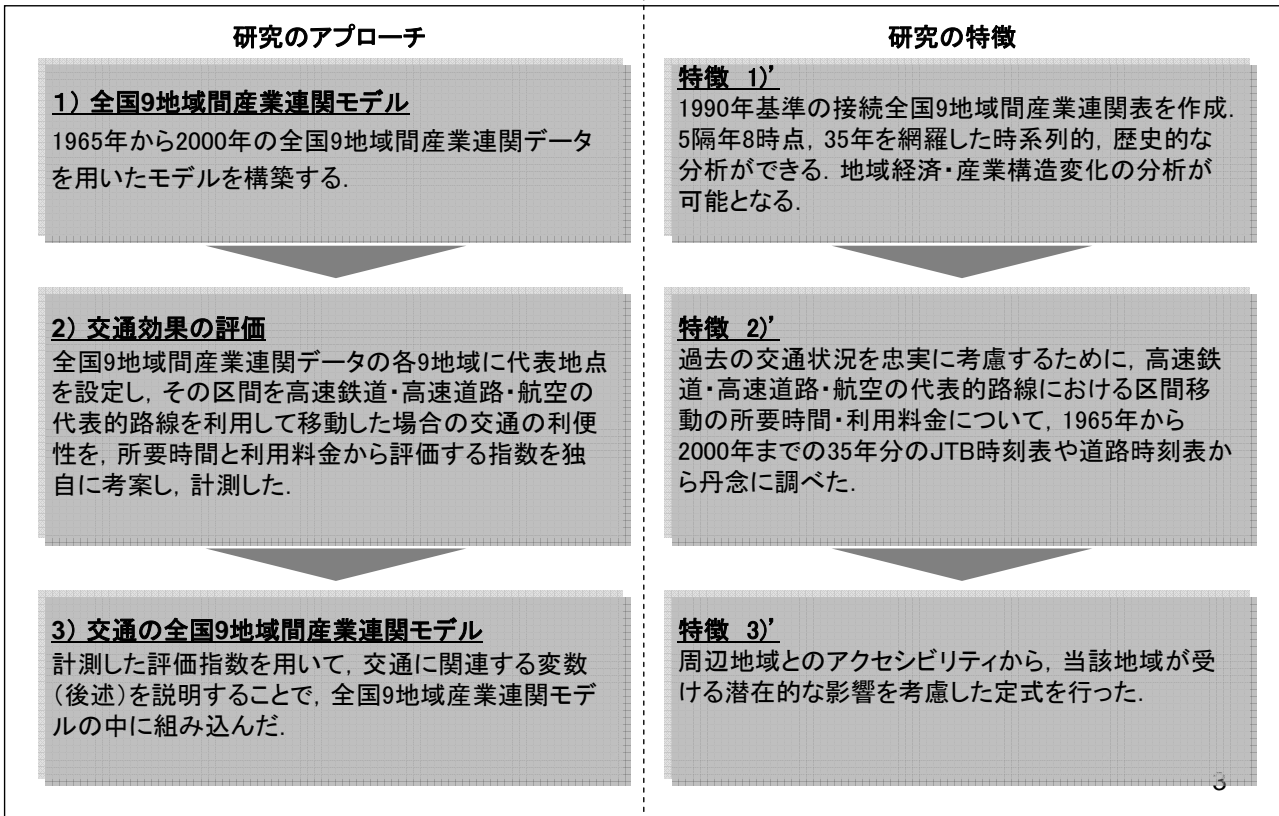 研究のアプローチ
1) 全国9地域間産業連関モデル
1965年から2000年の全国9地域間産業連関データ
を用いたモデルを構築する.
2) 交通効果の評価
全国9地域間産業連関データの各9地域に代表地点
を設定し, その区間を高速鉄道・高速道路・航空の
代表的路線を利用して移動した場合の交通の利便
性を, 所要時間と利用料金から評価する指数を独
自に考案し, 計測した.
3) 交通の全国9地域間産業連関モデル
計測した評価指数を用いて, 交通に関連する変数
(後述)を説明することで, 全国9地域産業連関モデ
ルの中に組み込んだ.
研究の特徴
特徴 1)’
1990年基準の接続全国9地域間産業連関表を作成.
5隔年8時点, 35年を網羅した時系列的, 歴史的な
分析ができる. 地域経済・産業構造変化の分析が
可能となる.
特徴 2)’
過去の交通状況を忠実に考慮するために, 高速鉄
道・高速道路・航空の代表的路線における区間移
動の所要時間・利用料金について, 1965年から
2000年までの35年分のJTB時刻表や道路時刻表か
ら丹念に調べた.
特徴 3)’
周辺地域とのアクセシビリティから, 当該地域が受
ける潜在的な影響を考慮した定式を行った.
3